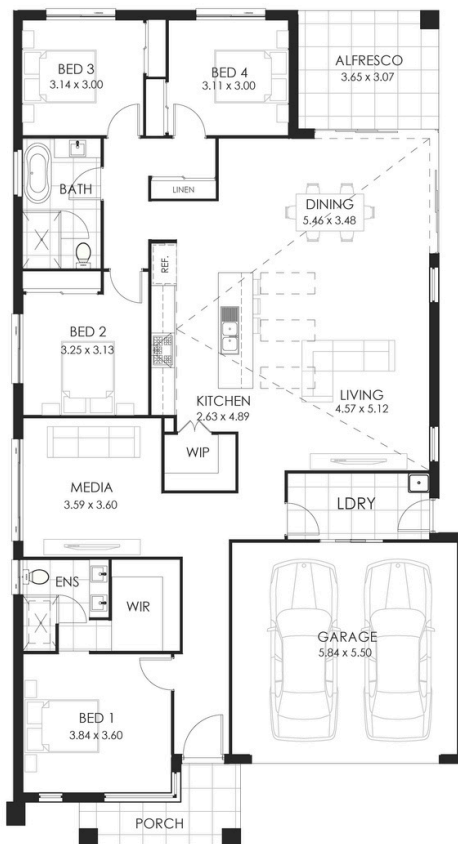 BED 3
3.14 x 3.00
BED 4
3.11 x 3.00
ALFRESCO
3.65 x 3.07
BATH
LINEN
DINING
5.46 x 3.48
REF.
BED 2
3.25 x 3.13
KITCHEN
2.63 x 4.89
LIVING
4.57 x 5.12
WIP
MEDIA
3.59 x 3.60
LDRY
ENS
WIR
GARAGE
5.84 x 5.50
BED 1
3.84 x 3.60
PORCH